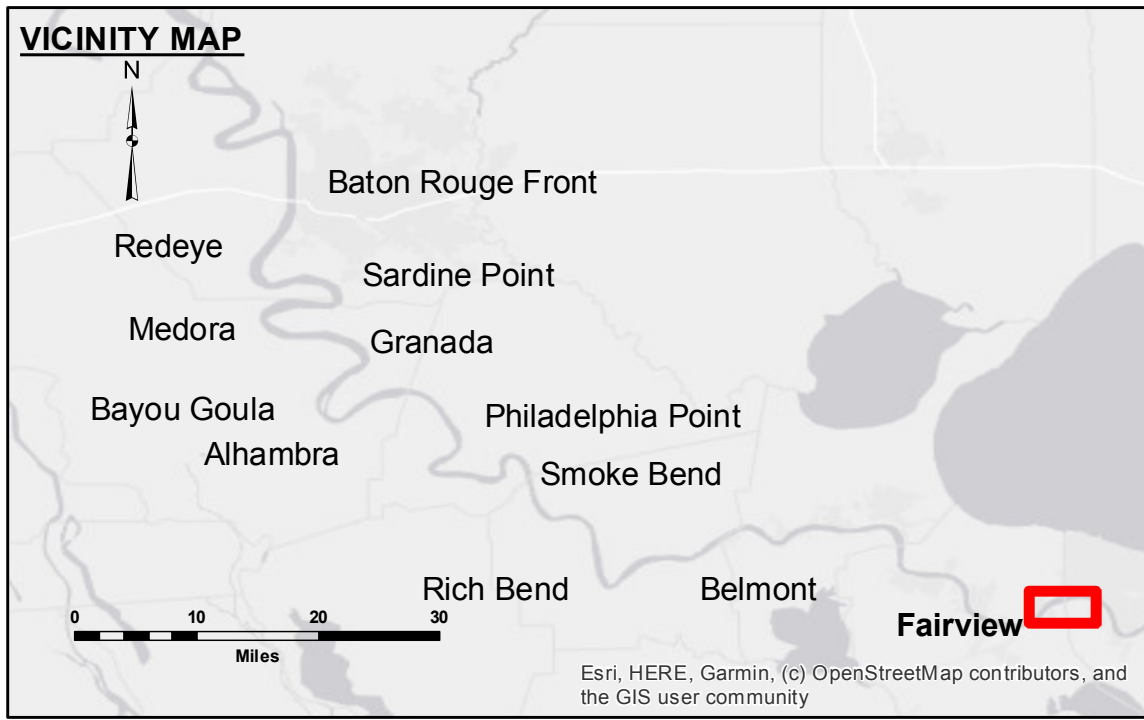 VICINITY MAP
N
Baton Rouge Front
Redeye
Sardine Point
Medora
Granada
Bayou Goula
Philadelphia Point
Alhambra
Smoke Bend
Rich Bend
Belmont
Fairview
0 10 20 30
Miles
Esri, HERE, Garmin, (c) OpenStreetMap contributors, and
the GIS user community